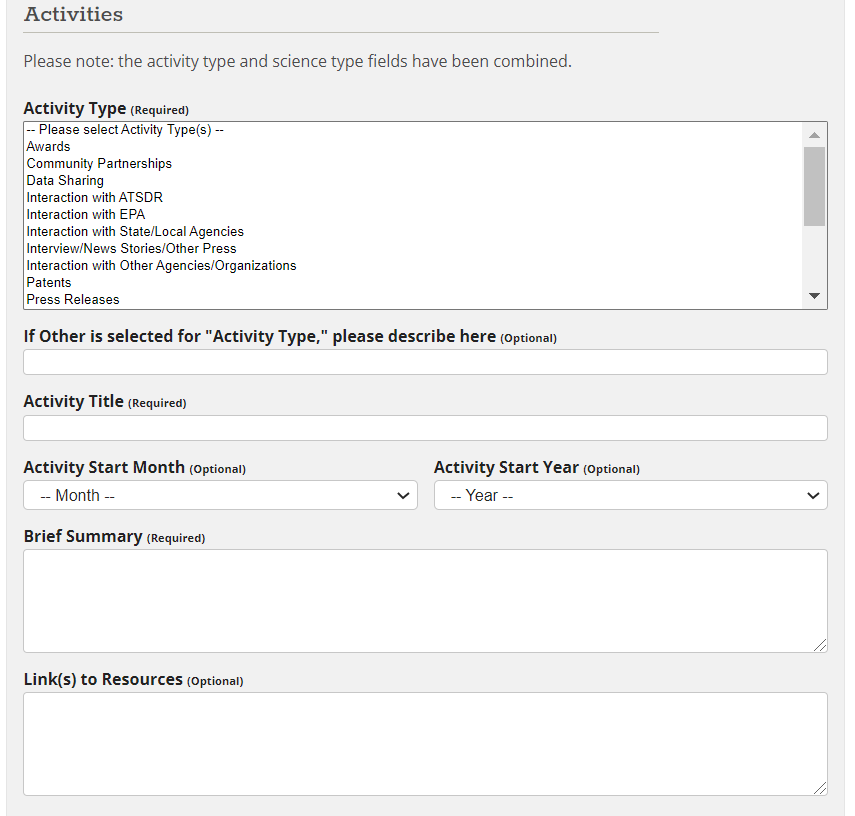 Activities
Please note: the activity type and science type fields have been combined.
Activity Type (Required)
-- Please select Activity Type(s) --
Awards
Community Partnerships
Data Sharing
Interaction with ATSDR
Interaction with EPA
Interaction with State/Local Agencies
Interview/News Stories/Other Press
Interaction with Other Agencies/Organizations
Patents
Press Releases
If Other is selected for "Activity Type," please describe here (Optional)
Activity Title (Required)
Activity Start Month (Optional) Activity Start Year (Optional)
-- Month -- -- Year --
Brief Summary (Required)
Link(s) to Resources (Optional)